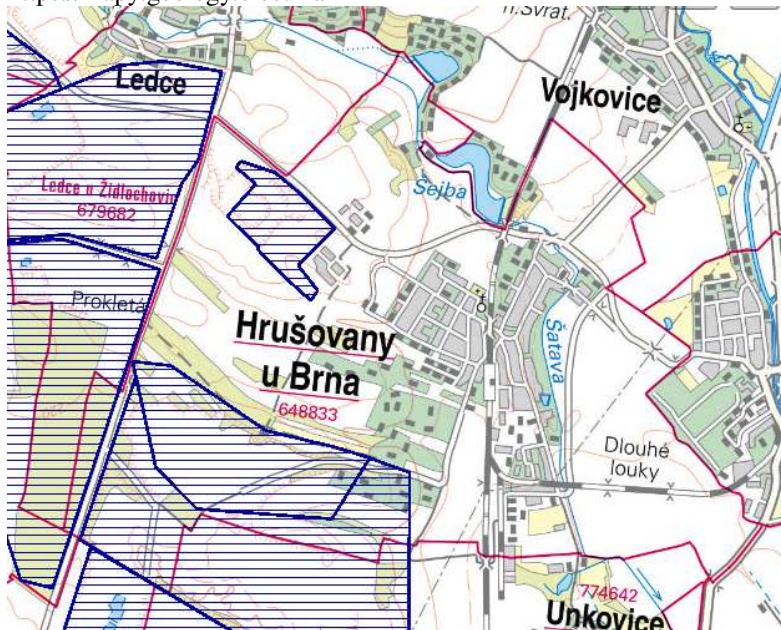 n.Svrat.
Ledce
Vojkovice
Šejba
Ledce u Židlochovic
679682
Prokletá
Hrušovany
u Brna
648833
Šatava
Dlouhé
louky
774642
Unkovice